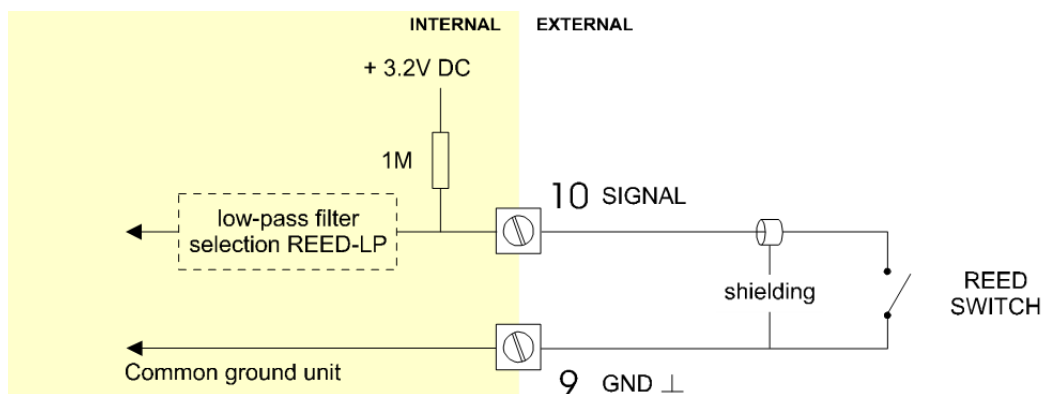 INTERNAL EXTERNAL
+ 3.2V DC
1M
10 SIGNAL
low-pass filter
selection REED-LP
shielding
REED
SWITCH
Common ground unit
9 GND ⊥